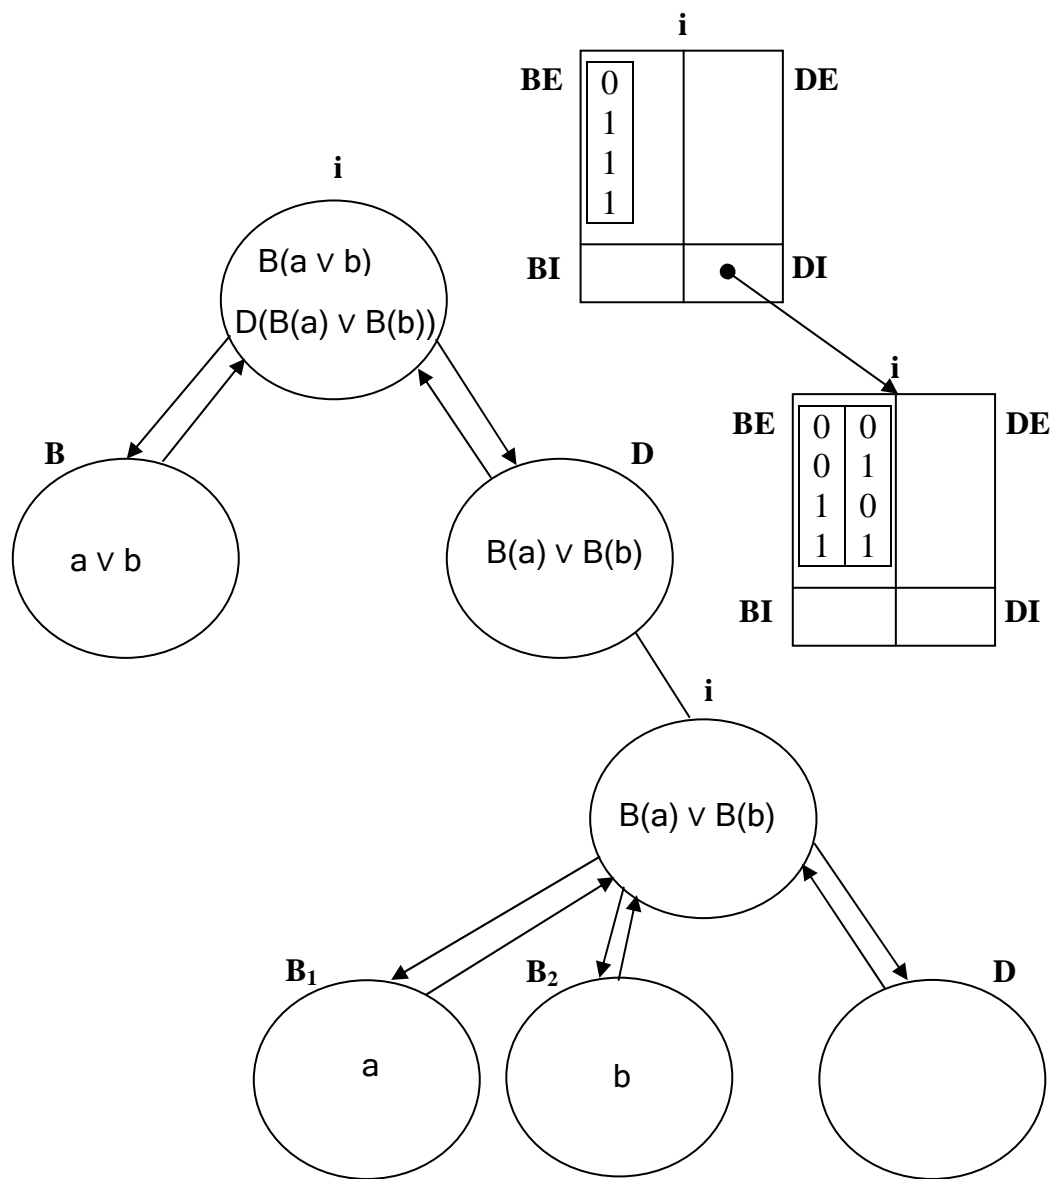 i
BE
0
1
1
1
DE
BI
DI
i
B(a ∨ b)
D(B(a) ∨ B(b))
i
BE
0 0
0 1
1 0
1 1
DE
BI
DI
B
a ∨ b
D
B(a) ∨ B(b)
i
B(a) ∨ B(b)
B₁
a
B₂
b
D